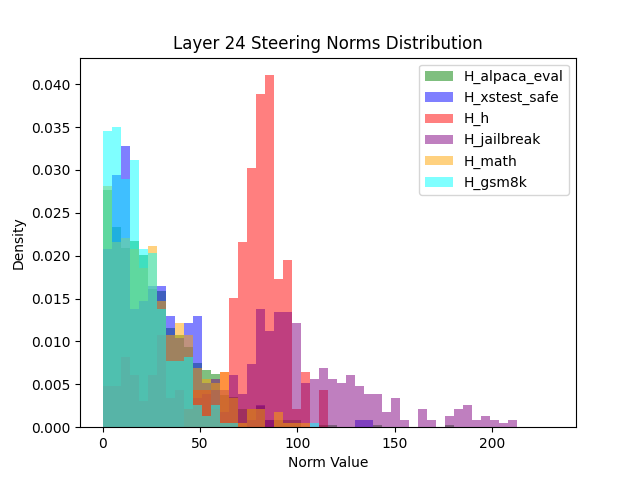 Layer 24 Steering Norms Distribution
0.040
0.035
0.030
0.025
0.020
0.015
0.010
0.005
0.000
Density
H_alpaca_eval
H_xstest_safe
H_h
H_jailbreak
H_math
H_gsm8k
0 50 100 150 200
Norm Value